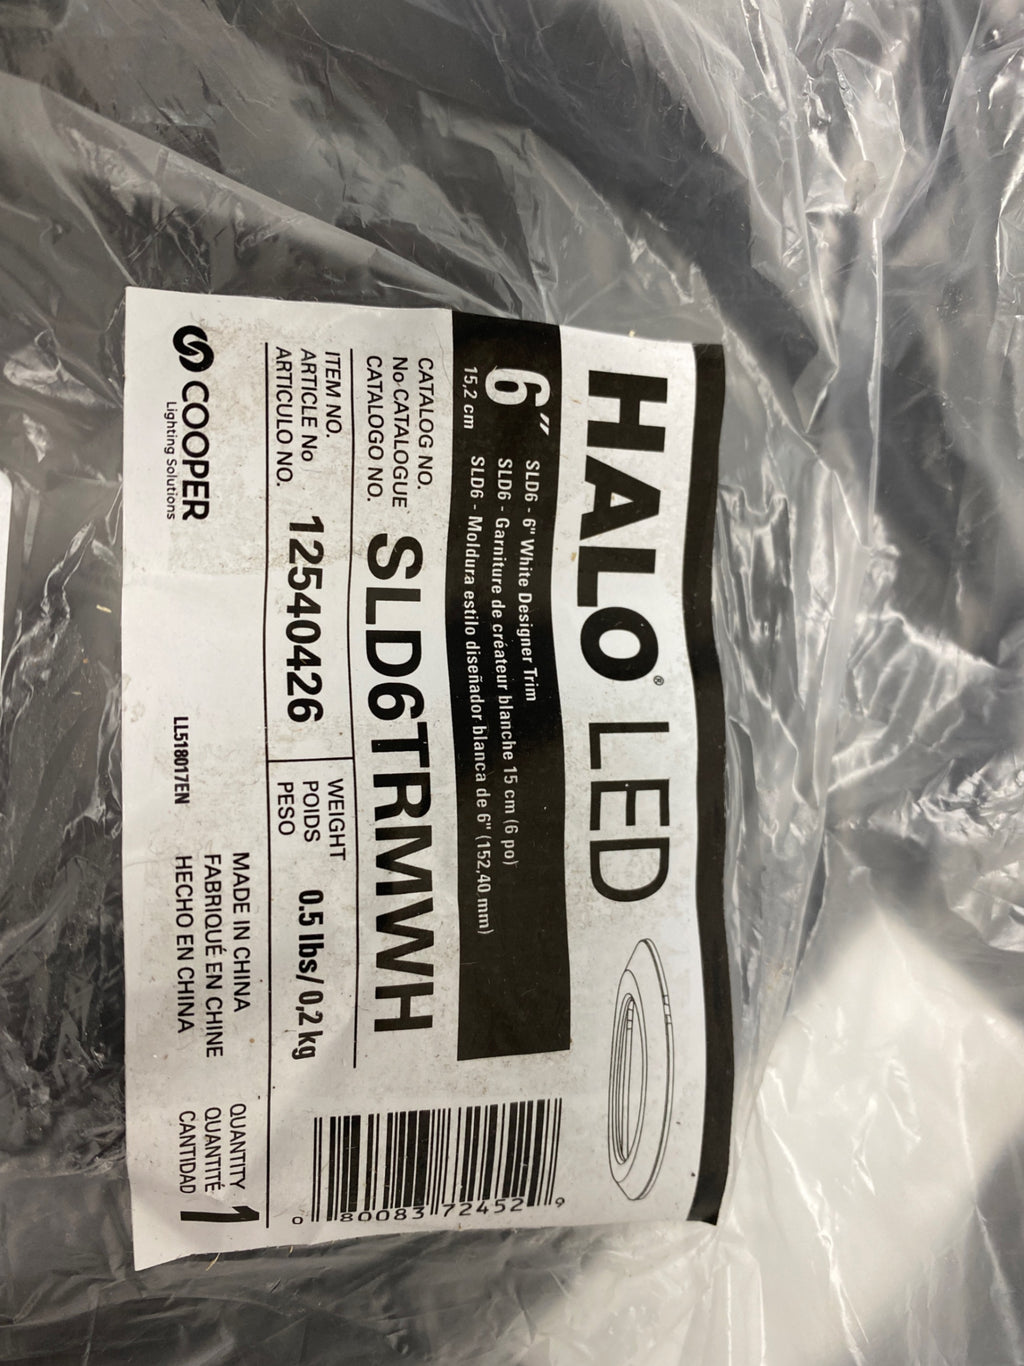 HALO® LED
6" SLD6 - 6" White Designer Trim
SLD6 - Garniture de créateur blanche 15 cm (6 po)
15,2 cm SLD6 - Moldura estilo diseñador blanca de 6" (152,40 mm)
CATALOG NO.
No CATALOGUE
CATALOGO NO.
SLD6TRMWH
ITEM NO.
ARTICLE No
ARTICULO NO.
12540426
WEIGHT
POIDS
PESO
0.5 lbs/ 0,2 kg
0 80083 72452 9
COOPER
Lighting Solutions
LL518017EN
MADE IN CHINA
FABRIQUÉ EN CHINE
HECHO EN CHINA
QUANTITY
QUANTITÉ
CANTIDAD
1